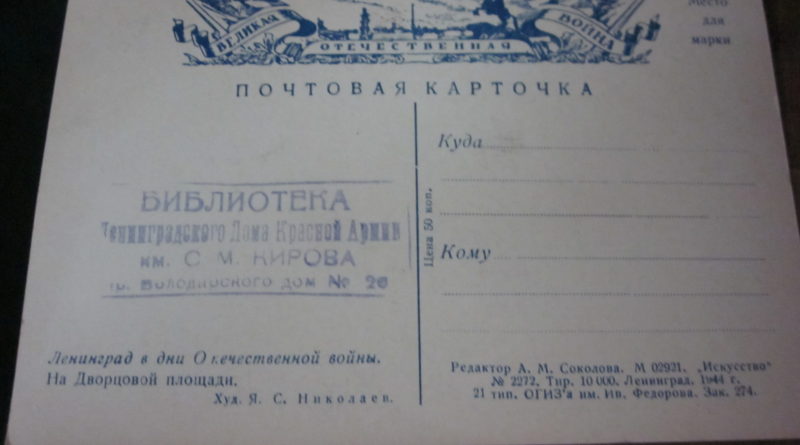 Место
для
марки
ВЕЛИКАЯ
ОТЕЧЕСТВЕННАЯ
ВОЙНА
ПОЧТОВАЯ КАРТОЧКА
Куда
Кому
Цена 50 коп.
БИБЛИОТЕКА
Ленинградского Дома Красной Армии
им. С. М. КИРОВА
пр. Володарского дом № 20
Ленинград в дни Отечественной войны.
На Дворцовой площади.
Худ. Я. С. Николаев.
Редактор А. М. Соколова. М 02921. „Искусство"
№ 2272. Тир. 10 000. Ленинград. 1944 г.
21 тип. ОГИЗ'а им. Ив. Федорова. Зак. 274.